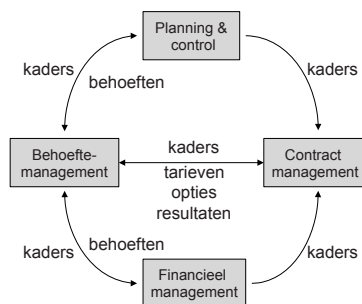 Planning &
control
kaders
behoeften
kaders
Behoefte-
management
kaders
tarieven
opties
resultaten
Contract
management
kaders
behoeften
kaders
Financieel
management